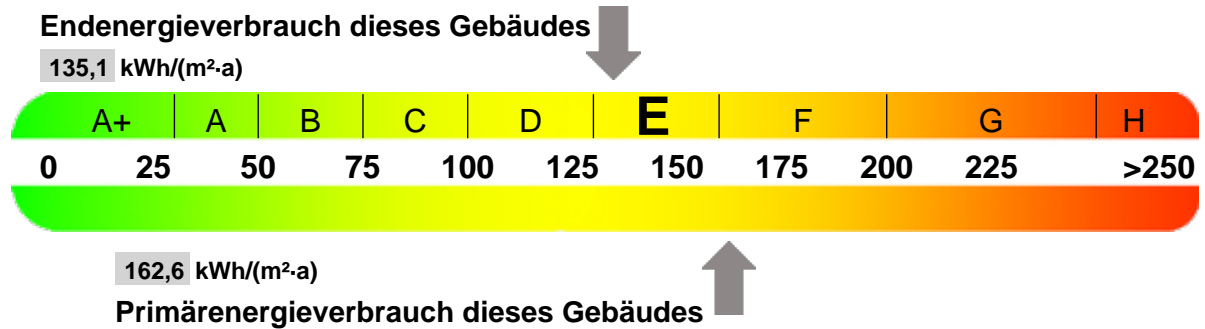 Endenergieverbrauch dieses Gebäudes
135,1 kWh/(m²·a)
A+ A B C D E F G H
0 25 50 75 100 125 150 175 200 225 >250
162,6 kWh/(m²·a)
Primärenergieverbrauch dieses Gebäudes